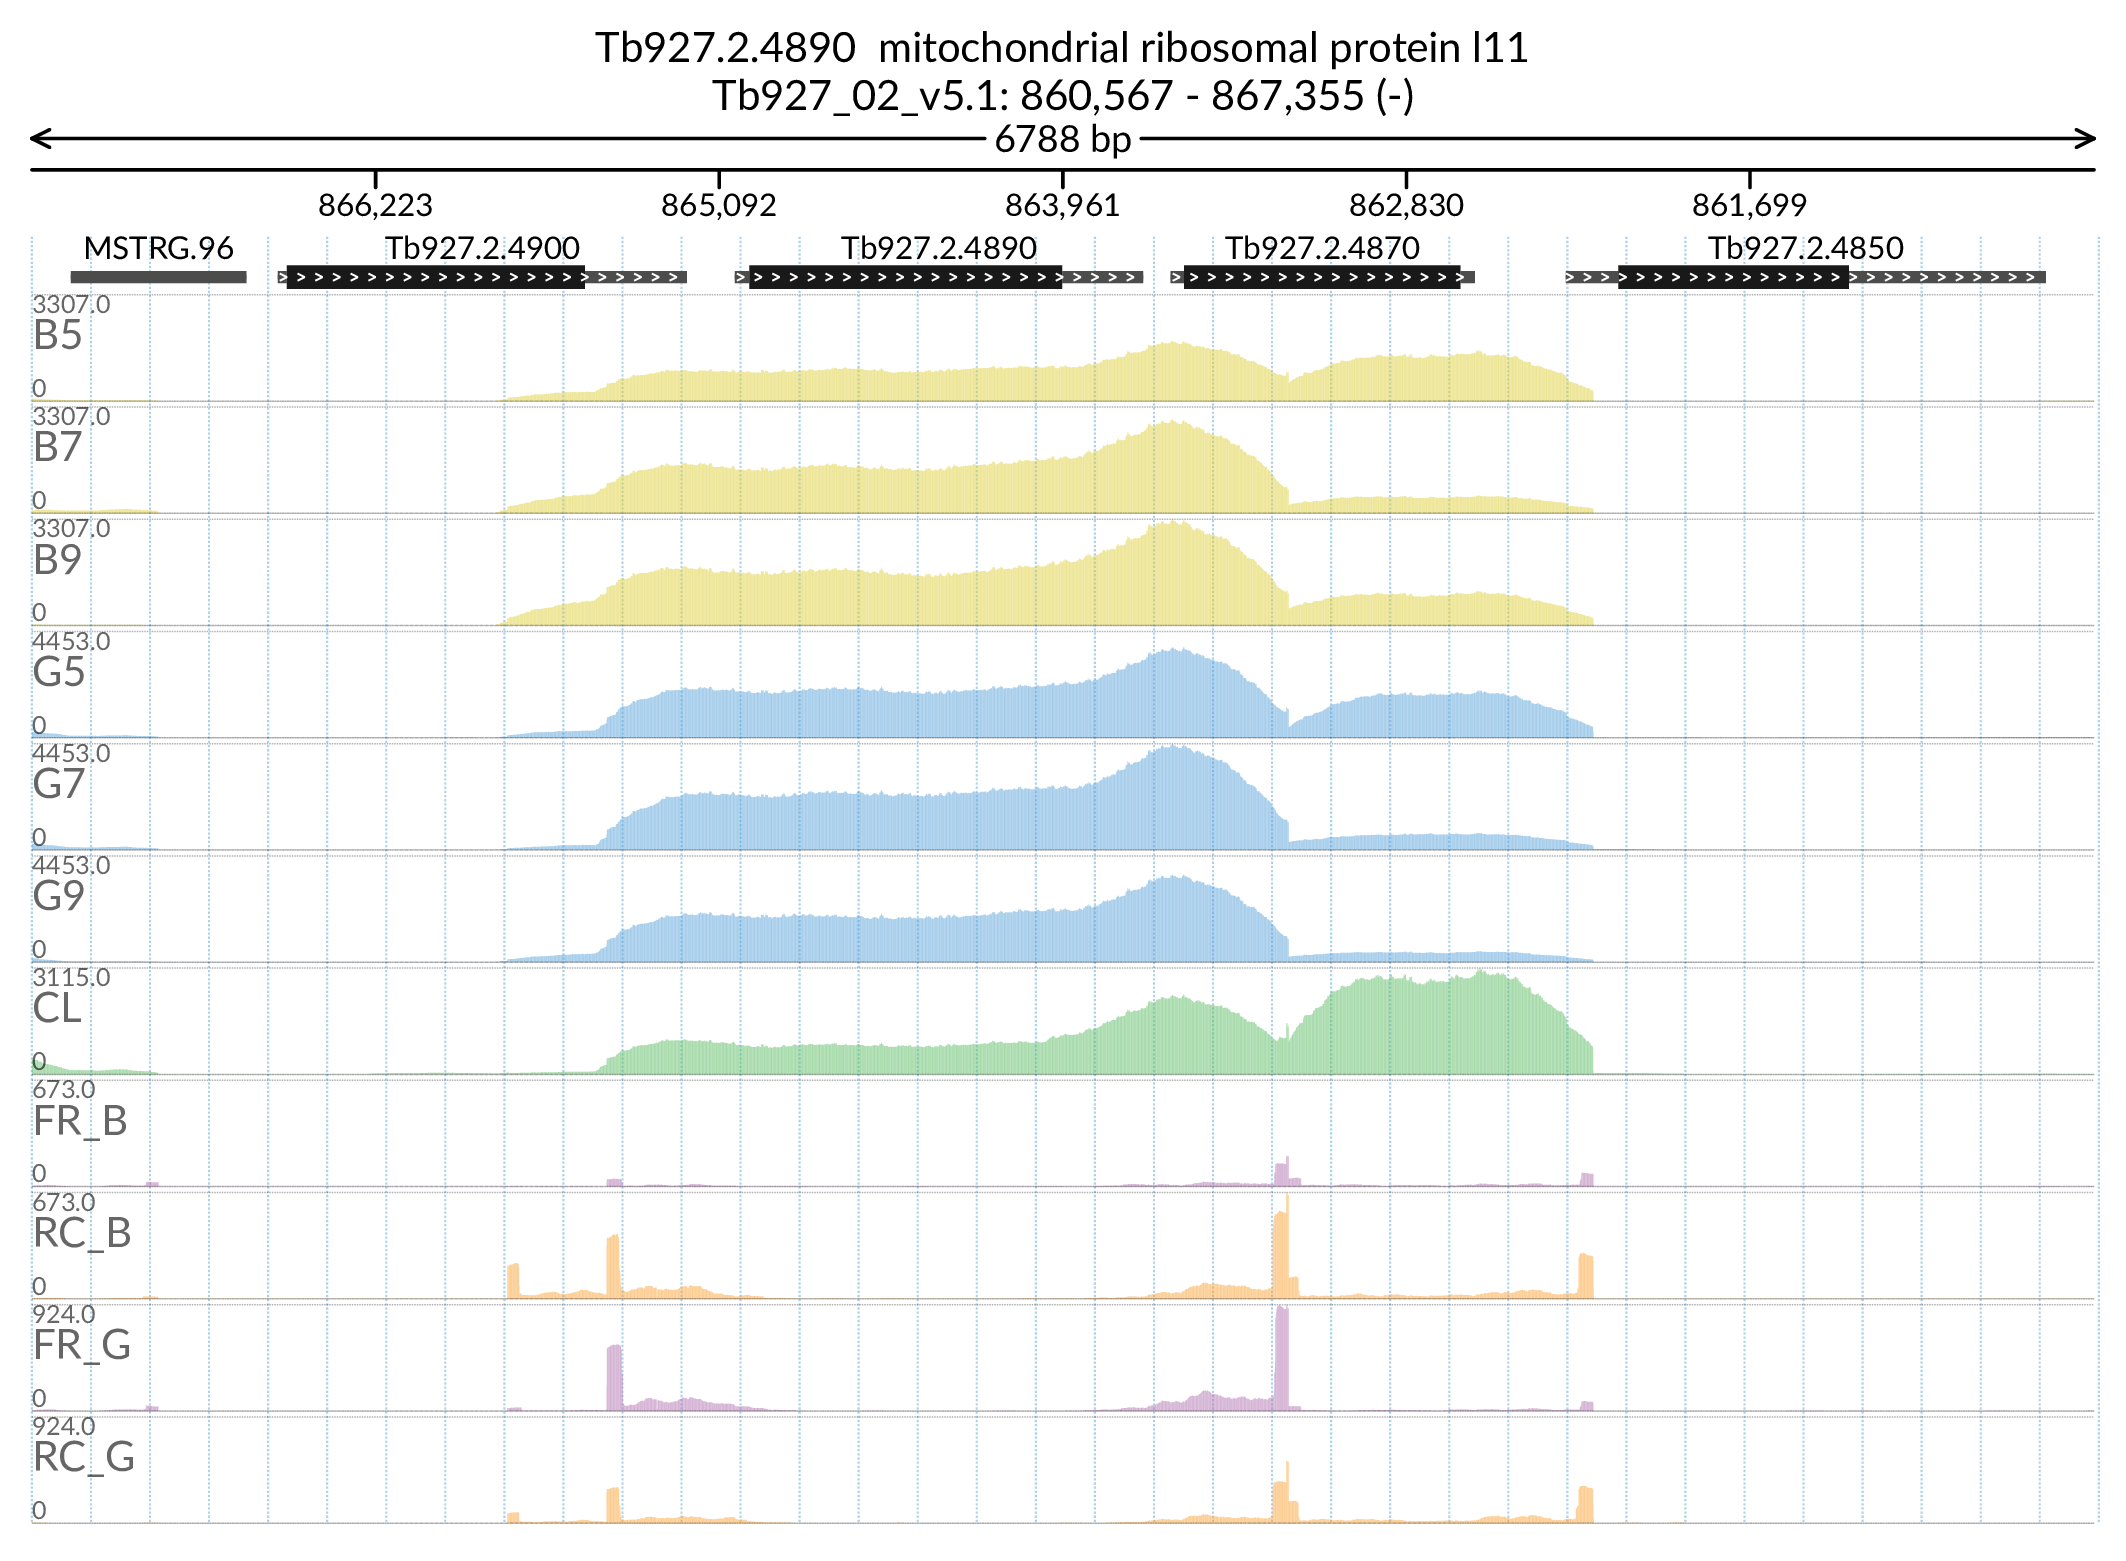 Tb927.2.4890 mitochondrial ribosomal protein l11
Tb927_02_v5.1: 860,567 - 867,355 (-)
6788 bp
866,223 865,092 863,961 862,830 861,699
MSTRG.96 Tb927.2.4900 Tb927.2.4890 Tb927.2.4870 Tb927.2.4850
3307.0
B5
0
3307.0
B7
0
3307.0
B9
0
4453.0
G5
0
4453.0
G7
0
4453.0
G9
0
3115.0
CL
0
673.0
FR_B
0
673.0
RC_B
0
924.0
FR_G
0
924.0
RC_G
0